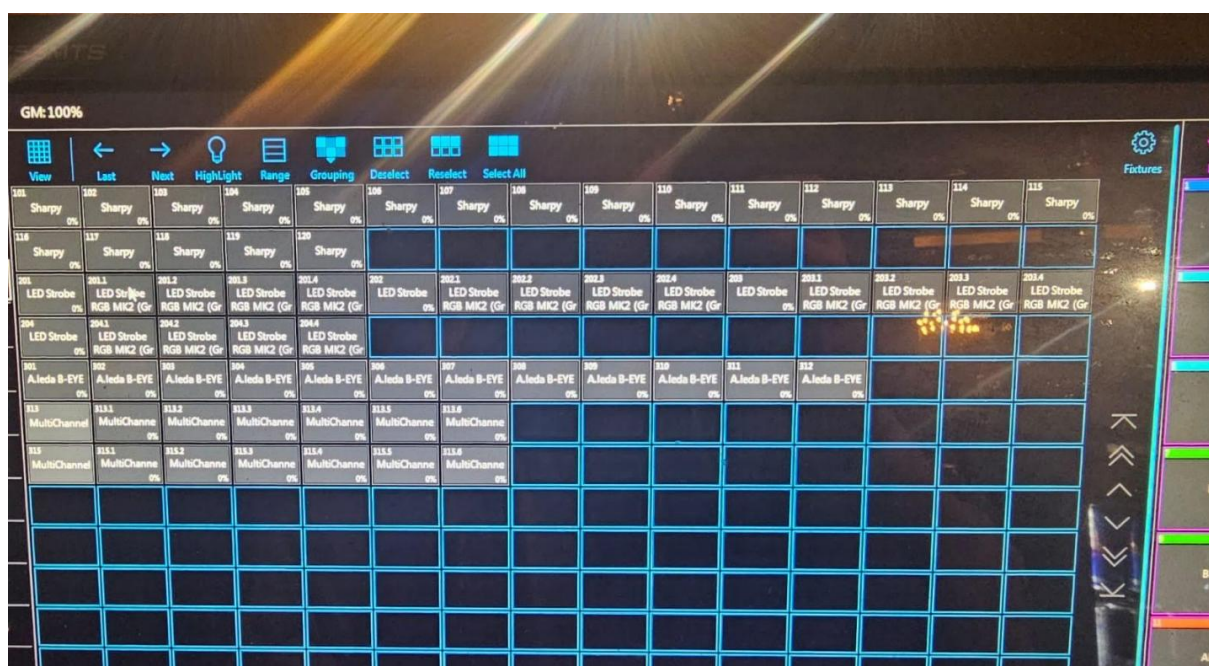 GM:100%
View Last Next HighLight Range Grouping Deselect Reselect Select All Fixtures
101 102 103 104 105 106 107 108 109 110 111 112 113 114 115
Sharpy Sharpy Sharpy Sharpy Sharpy Sharpy Sharpy Sharpy Sharpy Sharpy Sharpy Sharpy Sharpy Sharpy Sharpy
0% 0% 0% 0% 0% 0% 0% 0% 0% 0% 0% 0% 0% 0% 0%
116 117 118 119 120
Sharpy Sharpy Sharpy Sharpy Sharpy
0% 0% 0% 0% 0%
201 201.1 201.2 201.3 201.4 202 202.1 202.2 202.3 202.4 203 203.1 203.2 203.3 203.4
LED Strobe LED Strobe LED Strobe LED Strobe LED Strobe LED Strobe LED Strobe LED Strobe LED Strobe LED Strobe LED Strobe LED Strobe LED Strobe LED Strobe
0% RGB MK2 (Gr RGB MK2 (Gr RGB MK2 (Gr RGB MK2 (Gr 0% RGB MK2 (Gr RGB MK2 (Gr RGB MK2 (Gr RGB MK2 (Gr 0% RGB MK2 (Gr RGB MK2 (Gr RGB MK2 (Gr RGB MK2 (Gr
204 204.1 204.2 204.3 204.4
LED Strobe LED Strobe LED Strobe LED Strobe LED Strobe
0% RGB MK2 (Gr RGB MK2 (Gr RGB MK2 (Gr RGB MK2 (Gr
301 302 303 304 305 306 307 308 309 310 311 312
A.leda B-EYE A.leda B-EYE A.leda B-EYE A.leda B-EYE A.leda B-EYE A.leda B-EYE A.leda B-EYE A.leda B-EYE A.leda B-EYE A.leda B-EYE A.leda B-EYE A.leda B-EYE
0% 0% 0% 0% 0% 0% 0% 0% 0% 0% 0% 0%
313 313.1 313.2 313.3 313.4 313.5 313.6
MultiChannel MultiChanne MultiChanne MultiChanne MultiChanne MultiChanne MultiChanne
0% 0% 0% 0% 0% 0%
315 315.1 315.2 315.3 315.4 315.5 315.6
MultiChannel MultiChanne MultiChanne MultiChanne MultiChanne MultiChanne MultiChanne
0% 0% 0% 0% 0% 0%